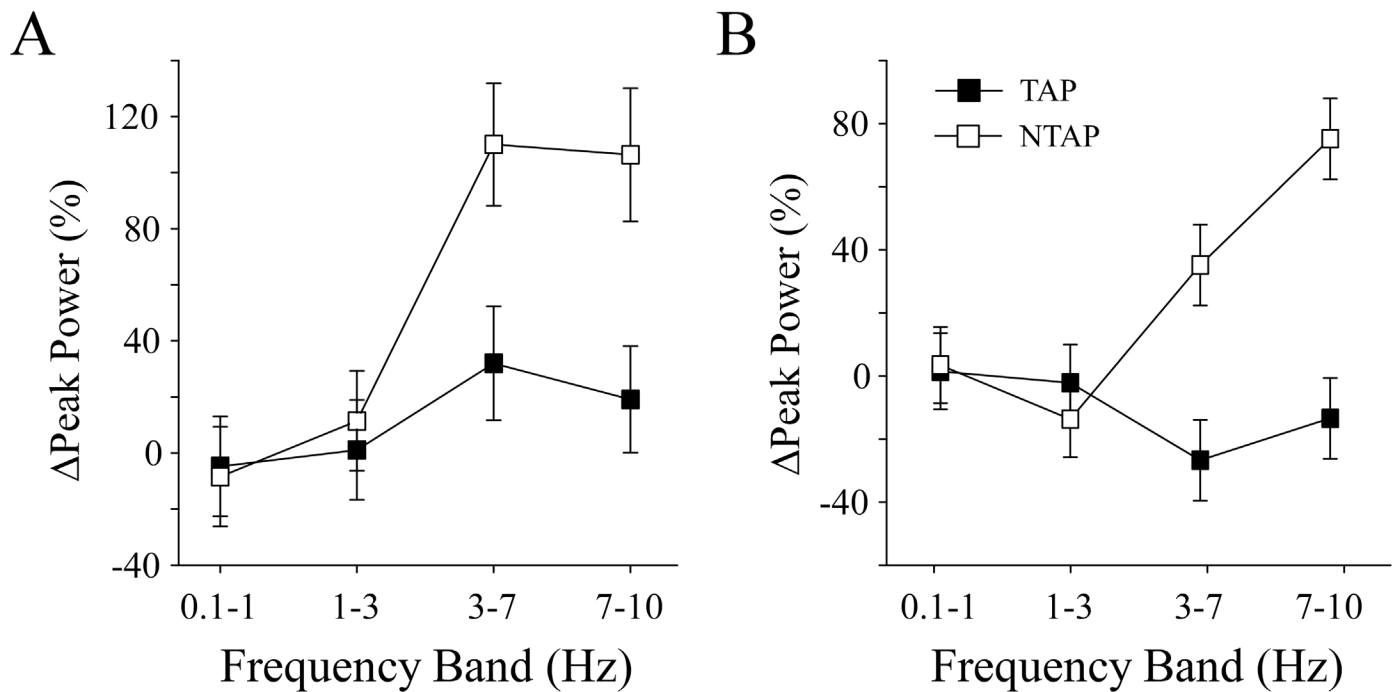 A
ΔPeak Power (%)
120
80
40
0
-40
0.1-1 1-3 3-7 7-10
Frequency Band (Hz)
B
TAP
NTAP
ΔPeak Power (%)
80
40
0
-40
0.1-1 1-3 3-7 7-10
Frequency Band (Hz)